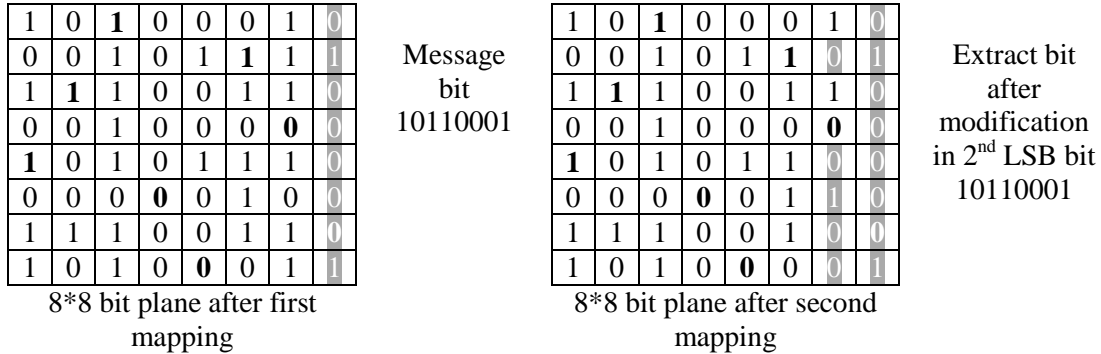 1 0 1 0 0 0 1 0
0 0 1 0 1 1 1 1
1 1 1 0 0 1 1 0
0 0 1 0 0 0 0 0
1 0 1 0 1 1 1 0
0 0 0 0 0 1 0 0
1 1 1 0 0 1 1 0
1 0 1 0 0 0 1 1
8*8 bit plane after first
mapping
Message
bit
10110001
1 0 1 0 0 0 1 0
0 0 1 0 1 1 0 1
1 1 1 0 0 1 1 0
0 0 1 0 0 0 0 0
1 0 1 0 1 1 0 0
0 0 0 0 0 1 1 0
1 1 1 0 0 1 0 0
1 0 1 0 0 0 0 1
8*8 bit plane after second
mapping
Extract bit
after
modification
in 2nd LSB bit
10110001